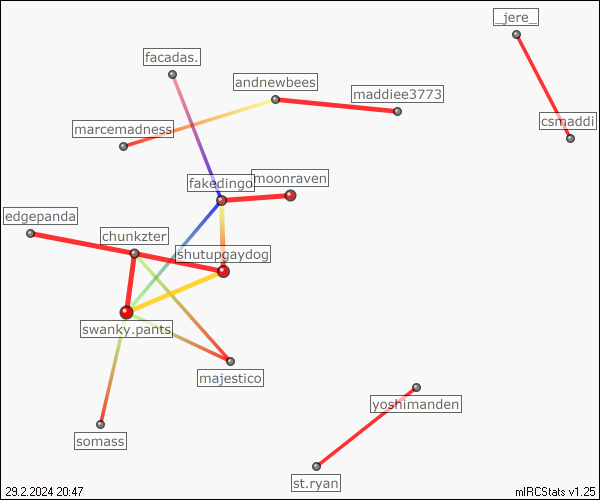 _jere_
facadas.
andnewbees
maddiee3773
marcemadness
csmaddi
moonraven
fakedingo
edgepanda
chunkzter
shutupgaydog
swanky.pants
majestico
yoshimanden
somass
st.ryan
29.2.2024 20:47
mIRCStats v1.25